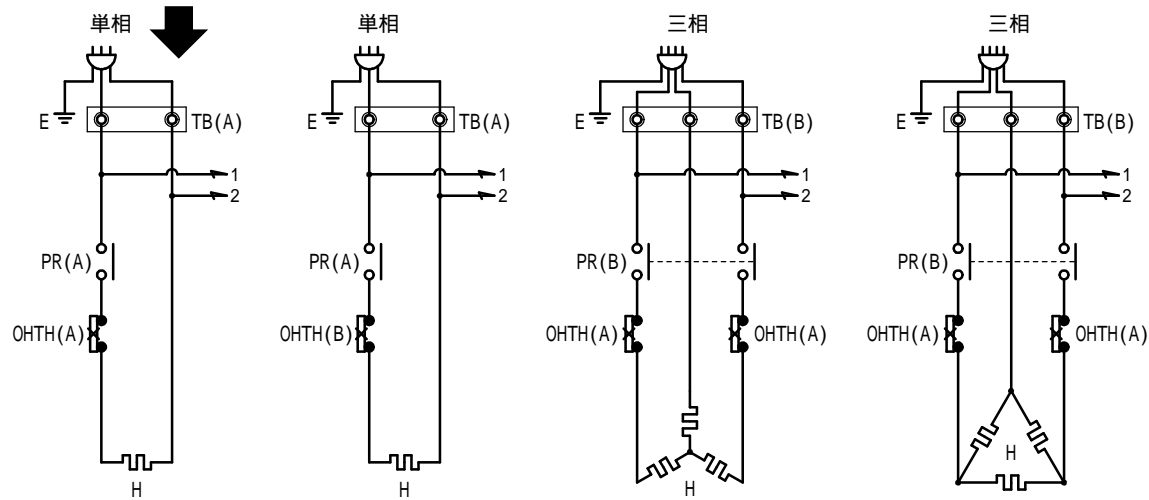 単相
E
TB(A)
1
2
PR(A)
OHTH(A)
H
単相
E
TB(A)
1
2
PR(A)
OHTH(B)
H
三相
E
TB(B)
1
2
PR(B)
OHTH(A)
OHTH(A)
H
三相
E
TB(B)
1
2
PR(B)
OHTH(A)
OHTH(A)
H